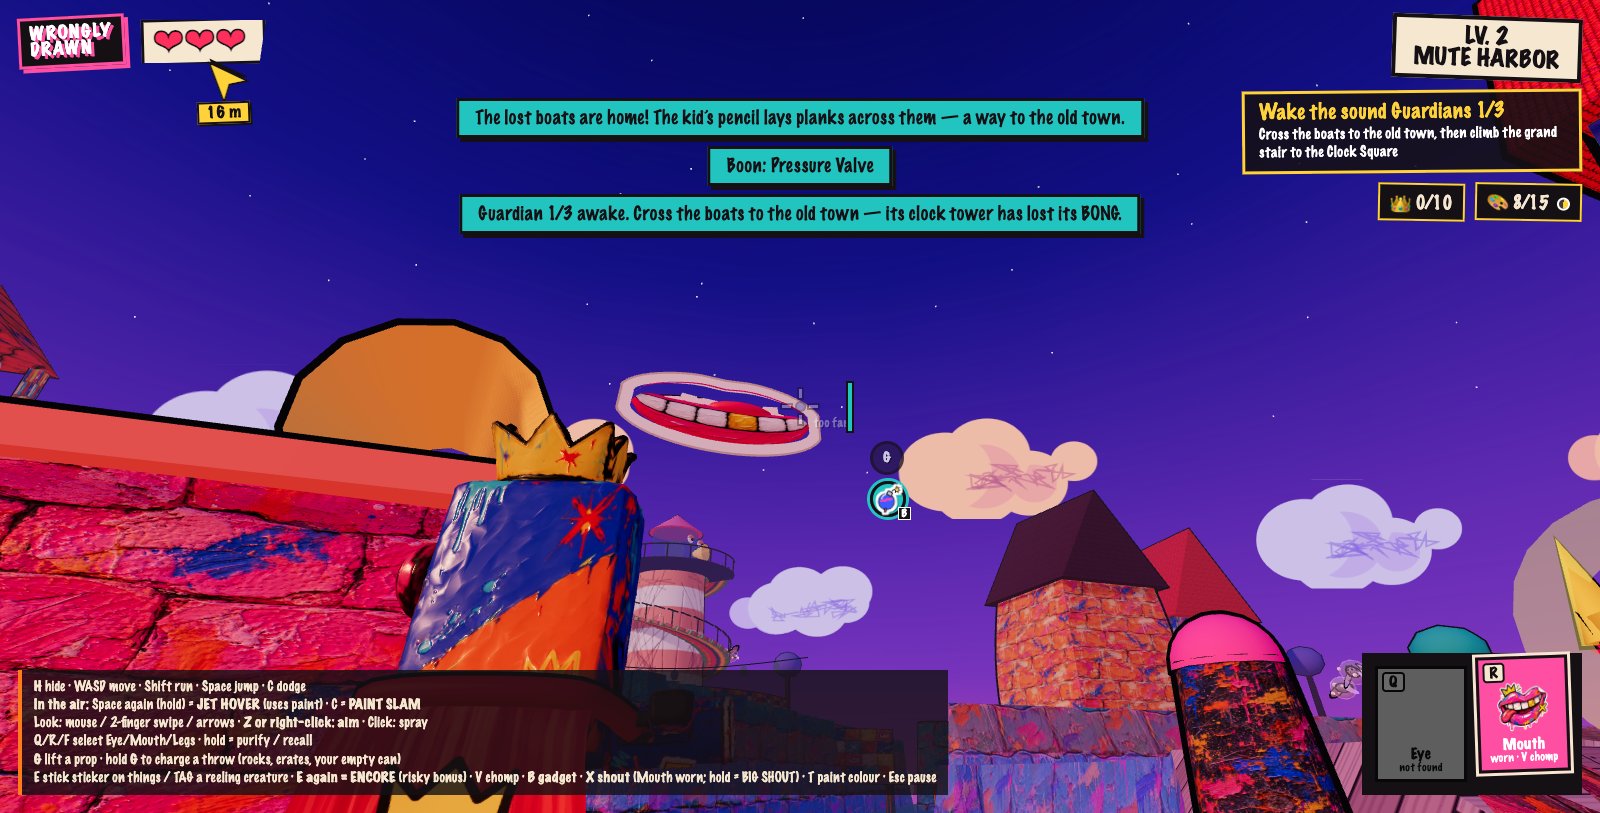 WRONGLY
DRAWN
16 m
LV. 2
MUTE HARBOR
The lost boats are home! The kid's pencil lays planks across them — a way to the old town.
Boon: Pressure Valve
Guardian 1/3 awake. Cross the boats to the old town — its clock tower has lost its BONG.
Wake the sound Guardians 1/3
Cross the boats to the old town, then climb the grand
stair to the Clock Square
0/10
8/15
too far
G
B
H hide · WASD move · Shift run · Space jump · C dodge
In the air: Space again (hold) = JET HOVER (uses paint) · C = PAINT SLAM
Look: mouse / 2-finger swipe / arrows · Z or right-click: aim · Click: spray
Q/R/F select Eye/Mouth/Legs · hold = purify / recall
G lift a prop · hold G to charge a throw (rocks, crates, your empty can)
E stick sticker on things / TAG a reeling creature · E again = ENCORE (risky bonus) · V chomp · B gadget · X shout (Mouth worn; hold = BIG SHOUT) · T paint colour · Esc pause
Q
Eye
not found
R
Mouth
worn · V chomp